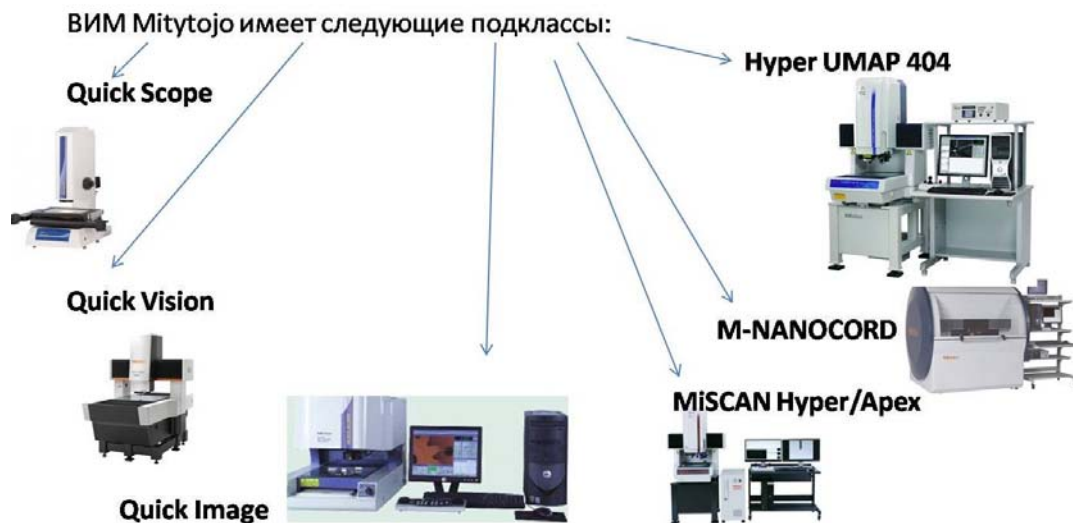 ВИМ Mitytojo имеет следующие подклассы:
Quick Scope
Hyper UMAP 404
Quick Vision
M-NANOCORD
MiSCAN Hyper/Apex
Quick Image